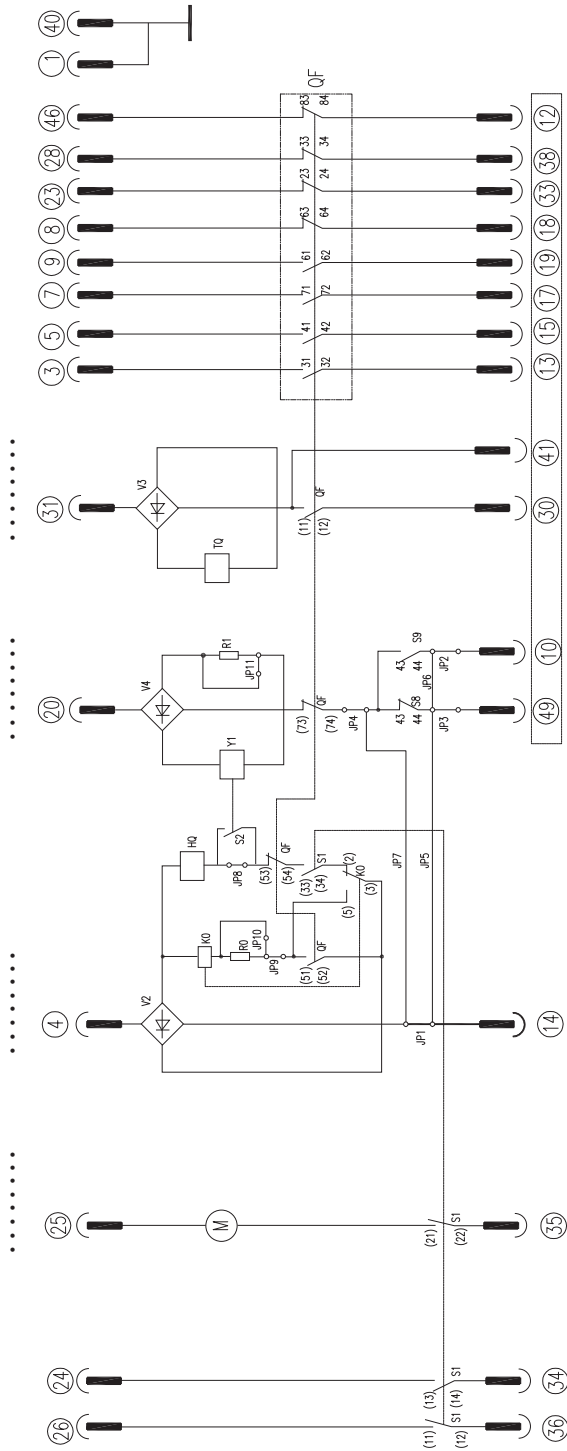 40
1
46
28
23
8
9
7
5
3
31
20
4
25
24
26
QF
83
84
33
34
23
24
63
64
61
62
71
72
41
42
31
32
12
38
33
18
19
17
15
13
V3
TQ
(11)
(12)
QF
41
30
V4
R1
JP11
Y1
(73)
(74)
QF
JP4
S9
43
44
JP6
JP2
43
44
S8
JP3
10
49
HQ
S2
JP8
(53)
(54)
QF
(33)
(34)
S1
(2)
K0
(3)
(5)
V2
K0
R0
JP10
JP9
(51)
(52)
QF
JP7
JP5
JP1
14
M
(21)
(22)
S1
35
(13)
(14)
S1
34
(11)
(12)
S1
36